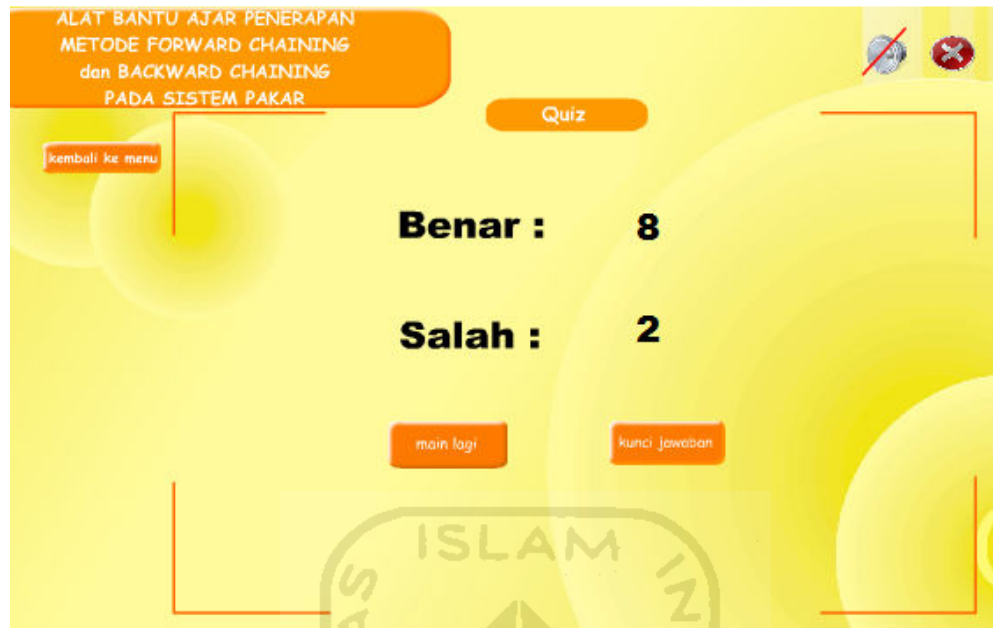 ALAT BANTU AJAR PENERAPAN
METODE FORWARD CHAINING
dan BACKWARD CHAINING
PADA SISTEM PAKAR
Quiz
kembali ke menu
Benar : 8
Salah : 2
main lagi
kunci jawaban
ISLAM